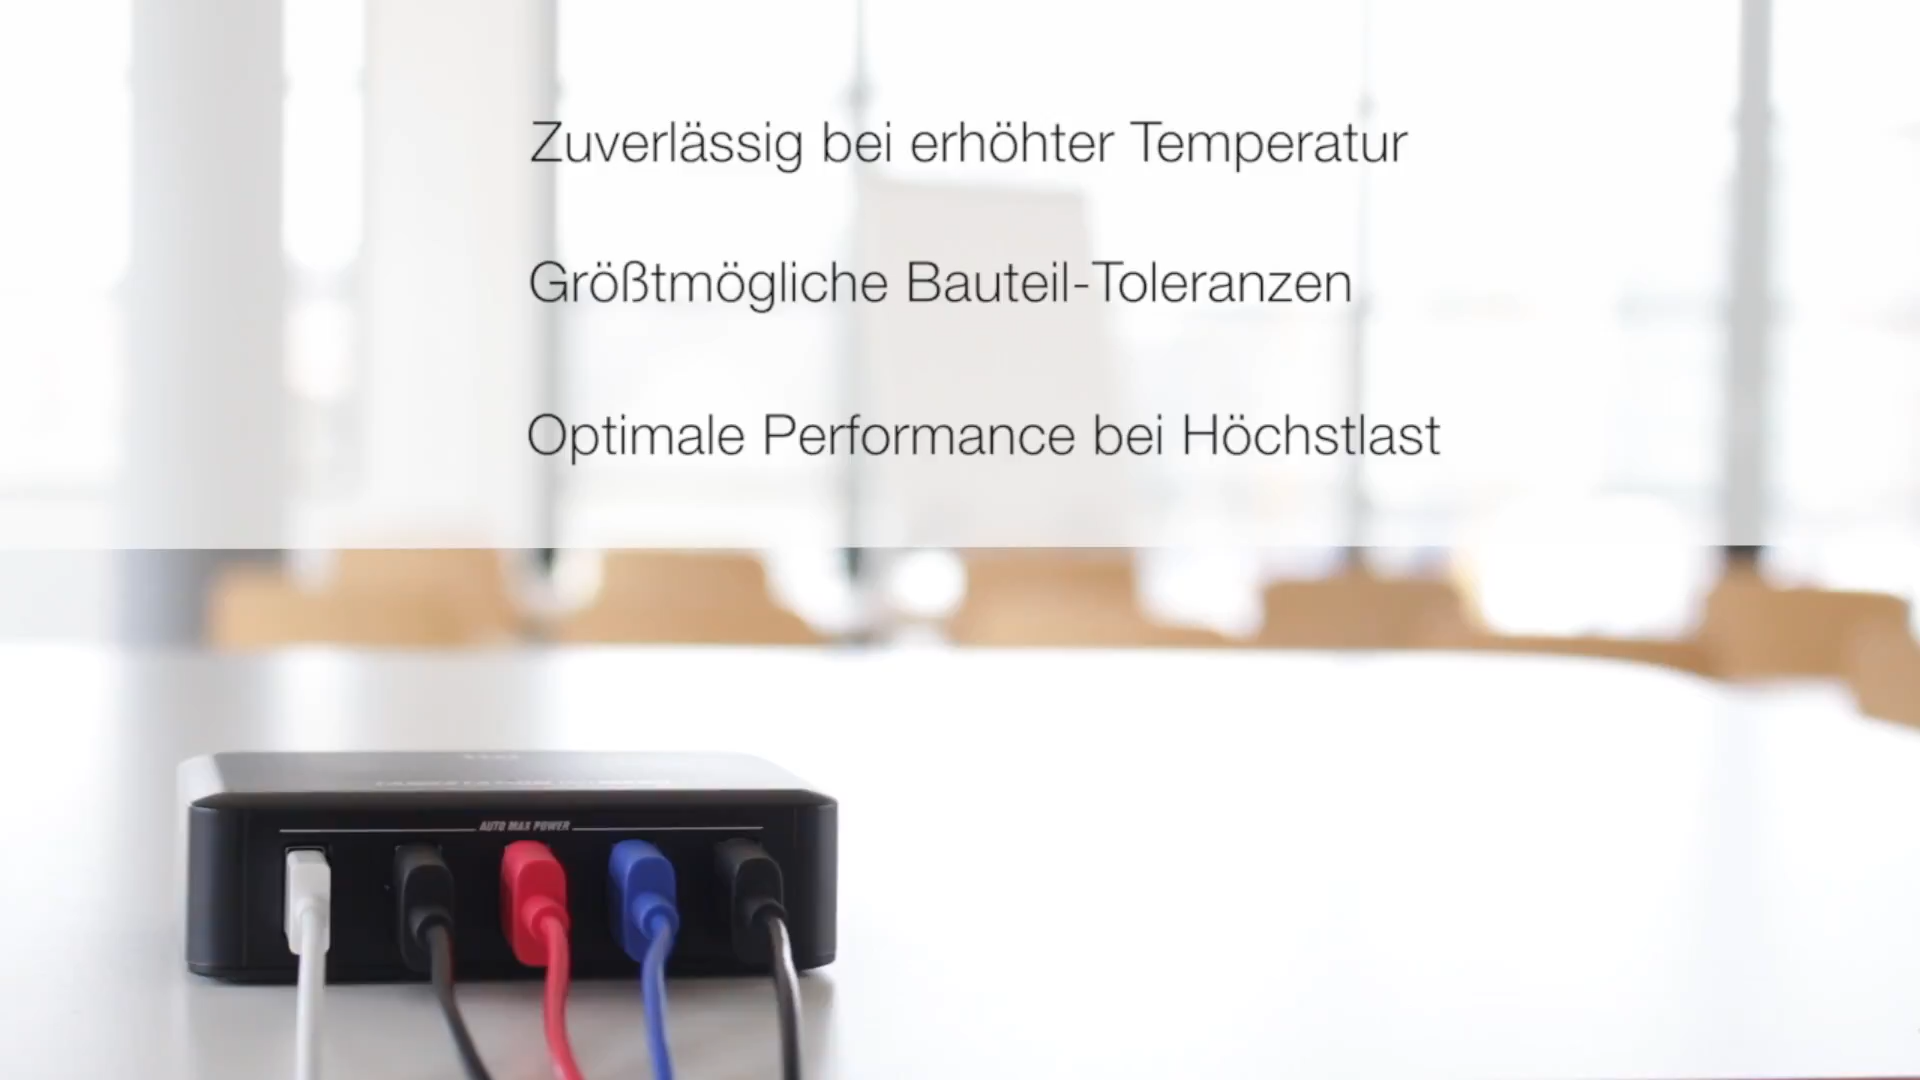 Zuverlässig bei erhöhter Temperatur
Größtmögliche Bauteil-Toleranzen
Optimale Performance bei Höchstlast
AUTO MAX POWER